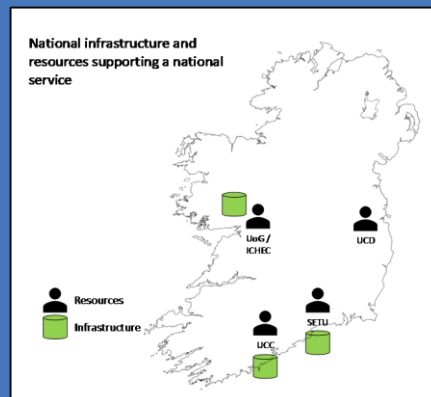 National infrastructure and
resources supporting a national
service
UoG /
ICHEC
UCD
Resources
Infrastructure
SETU
UCC